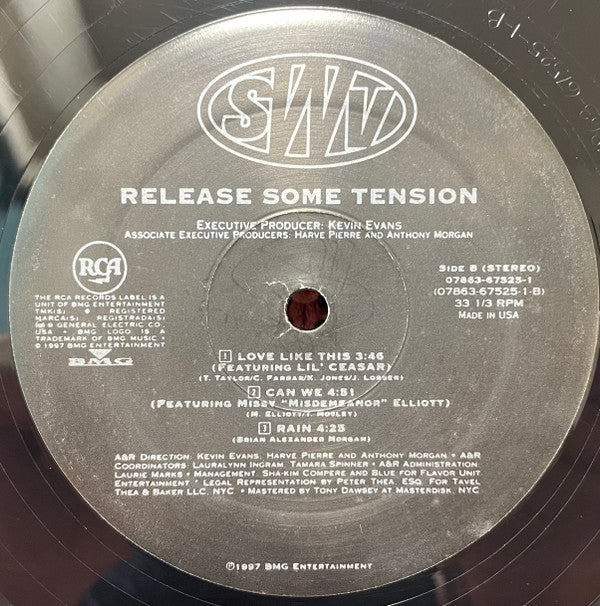 SWV
RELEASE SOME TENSION
EXECUTIVE PRODUCER: KEVIN EVANS
ASSOCIATE EXECUTIVE PRODUCERS: HARVE PIERRE AND ANTHONY MORGAN
RCA
THE RCA RECORDS LABEL IS A
UNIT OF BMG ENTERTAINMENT
TMK(S) ® REGISTERED
MARCA(S) REGISTRADA(S)
® GENERAL ELECTRIC CO.,
USA • BMG LOGO IS A
TRADEMARK OF BMG MUSIC •
© 1997 BMG ENTERTAINMENT
BMG
SIDE B (STEREO)
07863-67525-1
(07863-67525-1-B)
33 1/3 RPM
MADE IN USA
1 LOVE LIKE THIS 3:46
(FEATURING LIL' CEASAR)
(T. TAYLOR/C. FARRAR/K. JONES/J. LOBSER)
2 CAN WE 4:51
(FEATURING MISSY "MISDEMEANOR" ELLIOTT)
(M. ELLIOTT/T. MOSLEY)
3 RAIN 4:25
(BRIAN ALEXANDER MORGAN)
A&R DIRECTION: KEVIN EVANS, HARVE PIERRE AND ANTHONY MORGAN • A&R
COORDINATORS: LAURALYNN INGRAM, TAMARA SPINNER • A&R ADMINISTRATION:
LAURIE MARKS • MANAGEMENT: SHA-KIM COMPERE AND BLUE FOR FLAVOR UNIT
ENTERTAINMENT • LEGAL REPRESENTATION BY PETER THEA, ESQ. FOR TAVEL
THEA & BAKER LLC, NYC • MASTERED BY TONY DAWSEY AT MASTERDISK, NYC
℗©1997 BMG ENTERTAINMENT